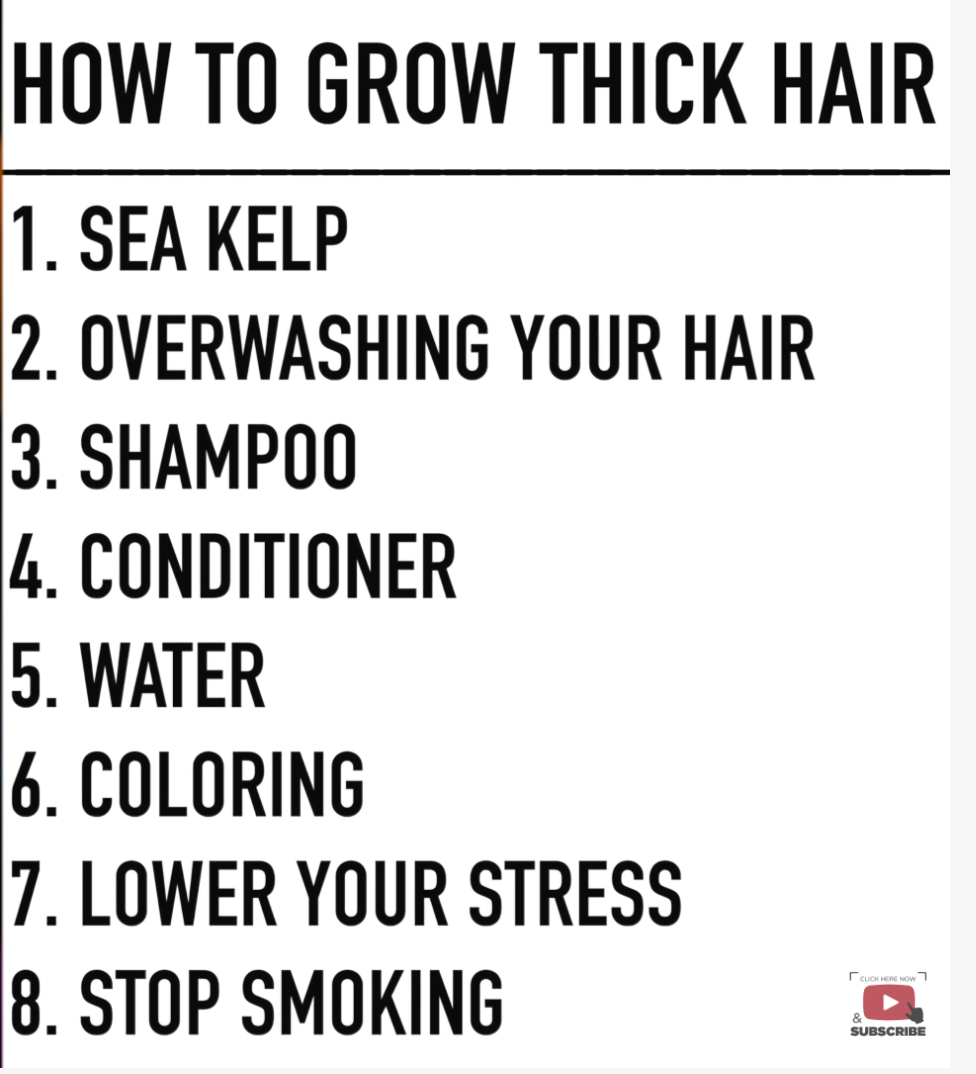 HOW TO GROW THICK HAIR
1. SEA KELP
2. OVERWASHING YOUR HAIR
3. SHAMPOO
4. CONDITIONER
5. WATER
6. COLORING
7. LOWER YOUR STRESS
8. STOP SMOKING
CLICK HERE NOW
&
SUBSCRIBE